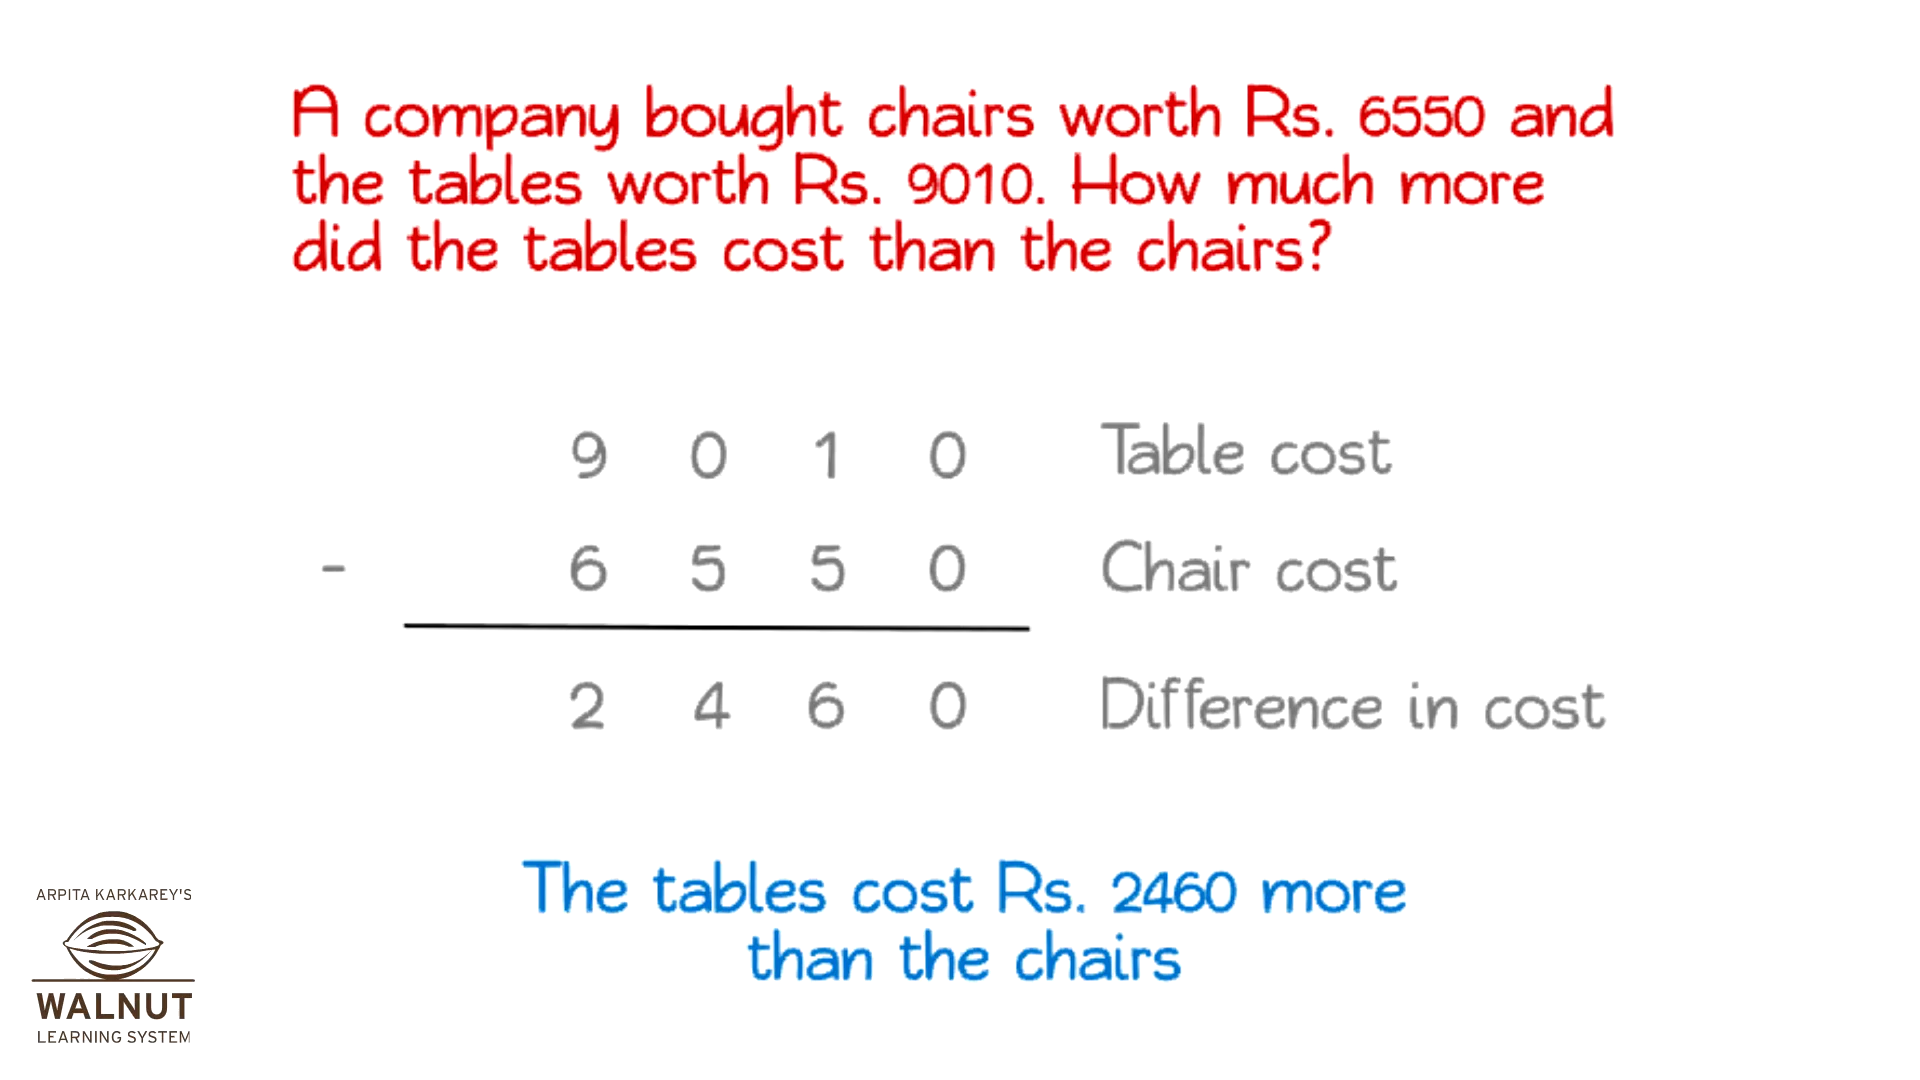 A company bought chairs worth Rs. 6550 and
the tables worth Rs. 9010. How much more
did the tables cost than the chairs?
9 0 1 0 Table cost
- 6 5 5 0 Chair cost
2 4 6 0 Difference in cost
The tables cost Rs. 2460 more
than the chairs
ARPITA KARKAREY'S
WALNUT
LEARNING SYSTEM